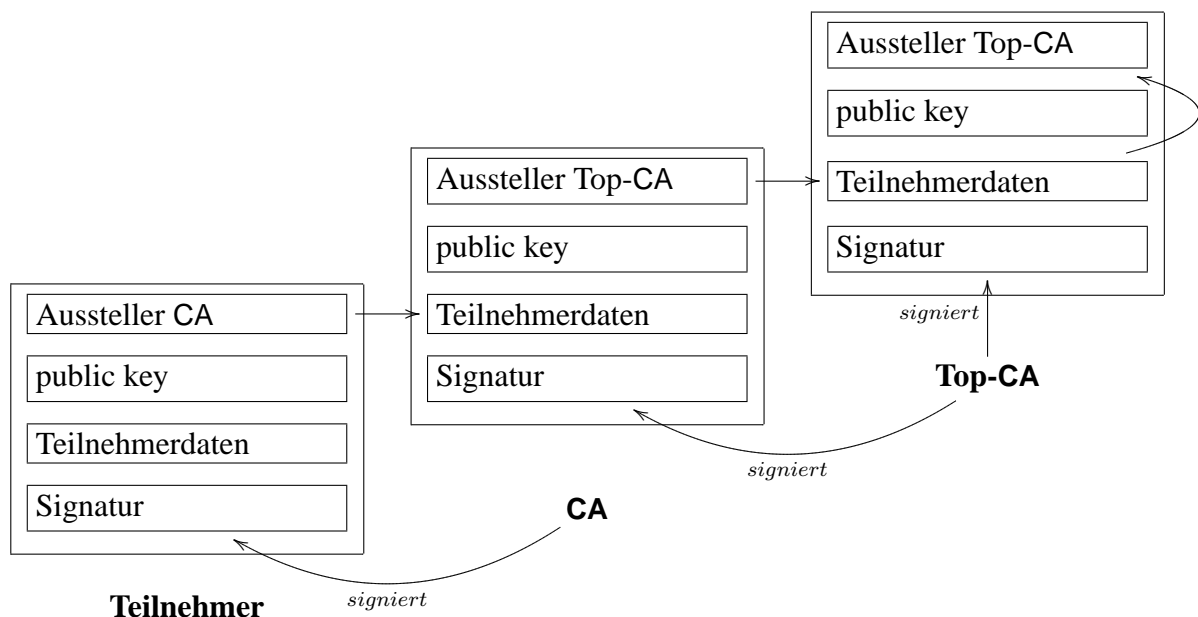 Aussteller Top-CA
public key
Teilnehmerdaten
Signatur
signiert
Top-CA
Aussteller Top-CA
public key
Teilnehmerdaten
Signatur
signiert
CA
Aussteller CA
public key
Teilnehmerdaten
Signatur
signiert
Teilnehmer